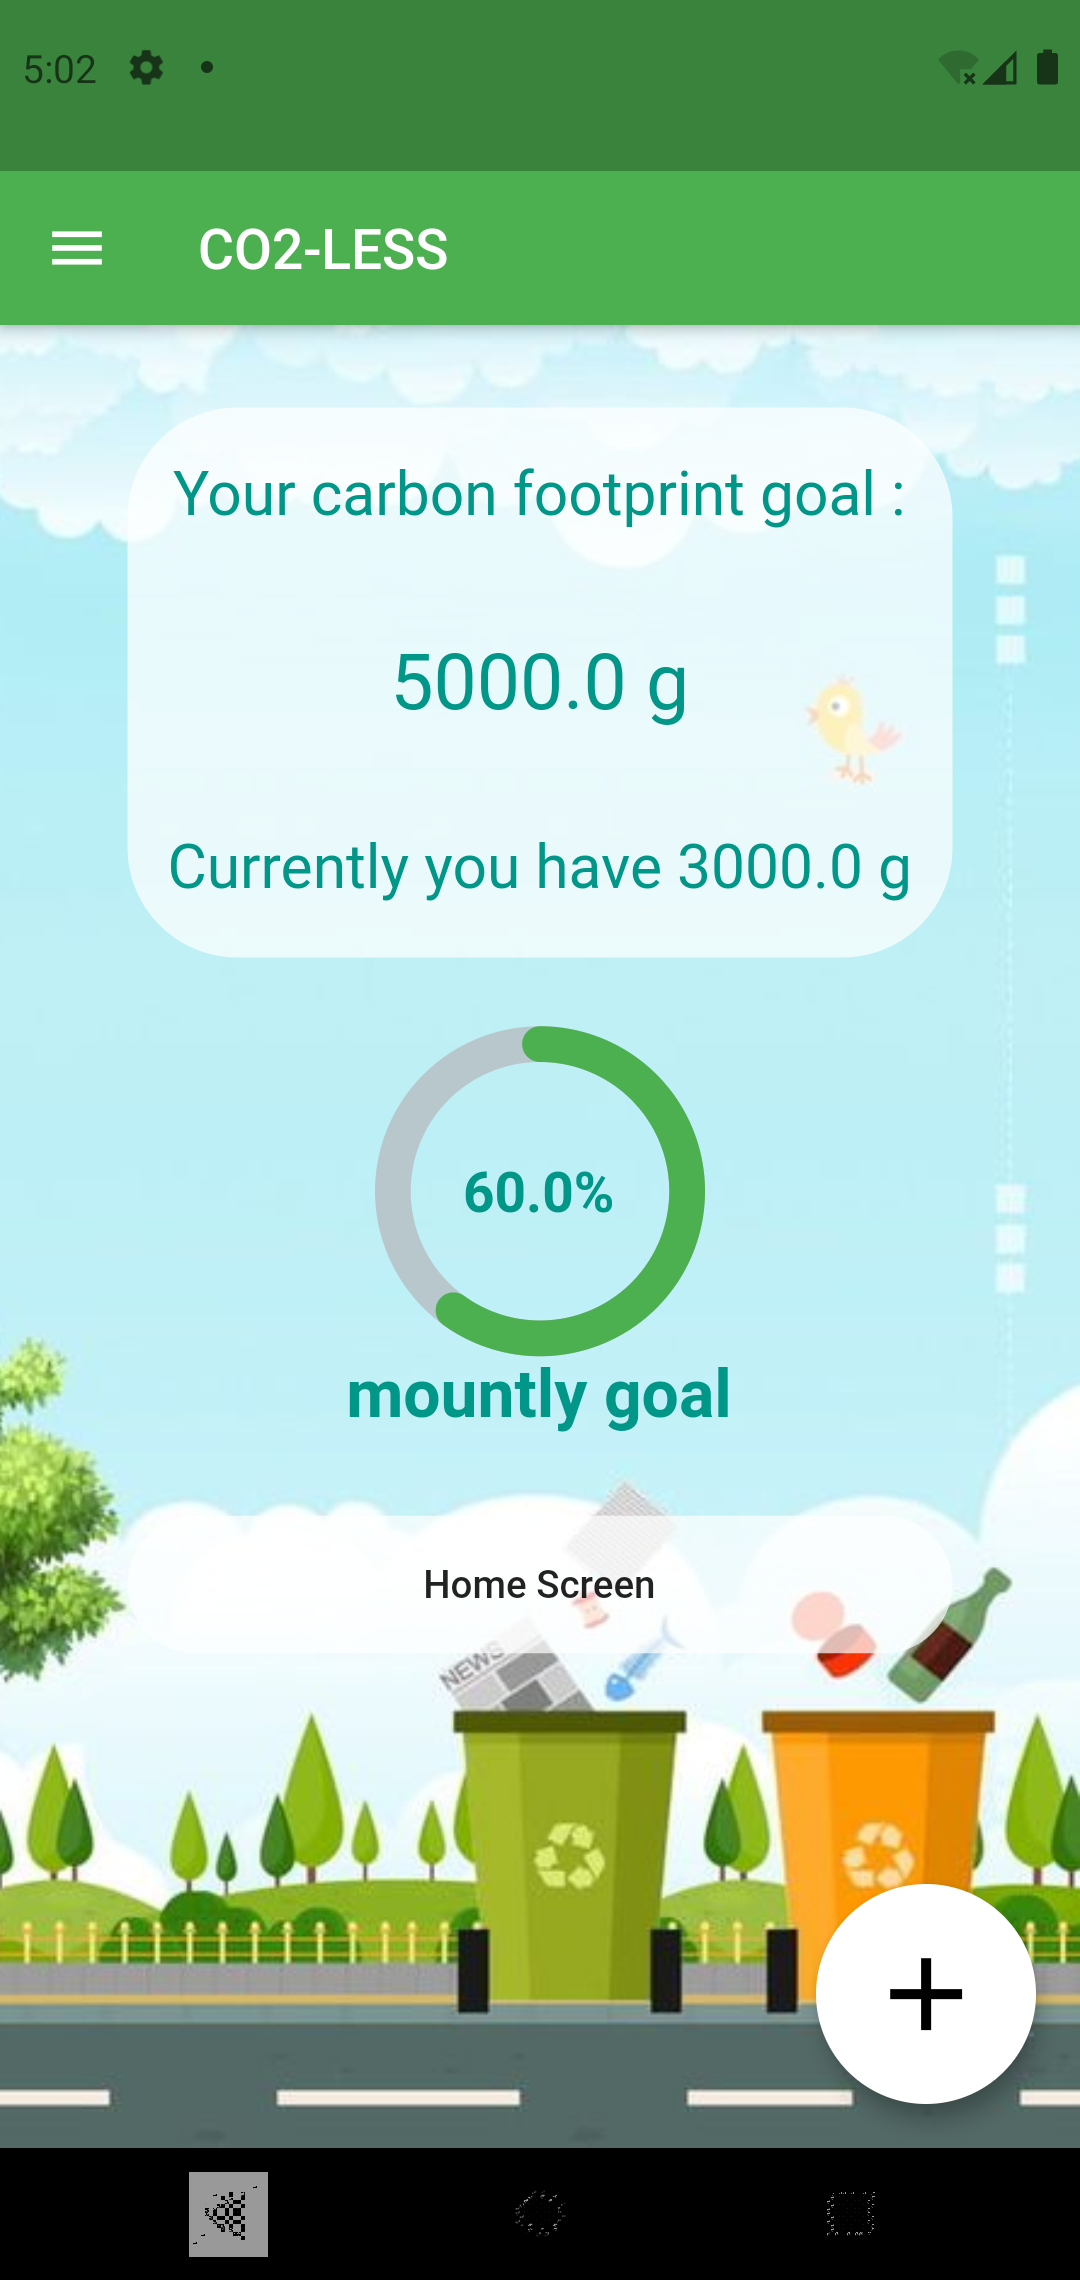 5:02
CO2-LESS
Your carbon footprint goal :
5000.0 g
Currently you have 3000.0 g
60.0%
mountly goal
Home Screen
NEWS